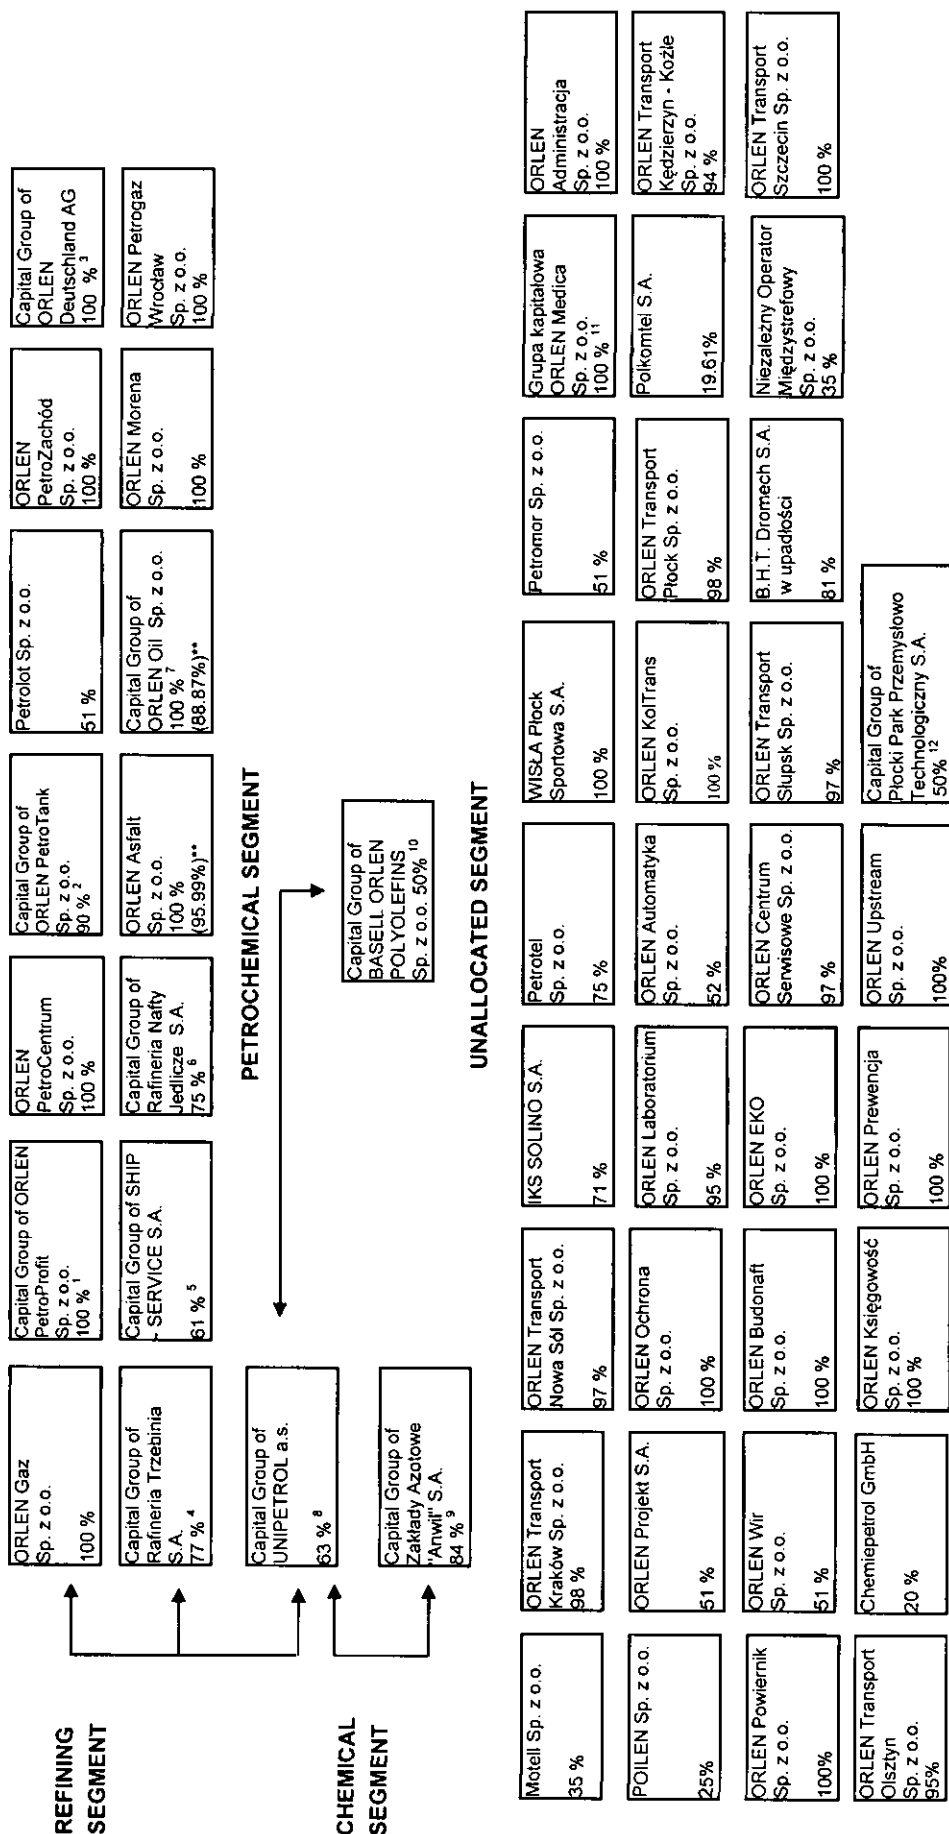 REFINING
SEGMENT
ORLEN Gaz
Sp. z o.o.
100 %
Capital Group of ORLEN
PetroProfit
Sp. z o.o.
100 % 1
ORLEN
PetroCentrum
Sp. z o.o.
100 %
Capital Group of
ORLEN PetroTank
Sp. z o.o.
90 % 2
Petrolot Sp. z o.o.
51 %
ORLEN
PetroZachód
Sp. z o.o.
100 %
Capital Group of
ORLEN
Deutschland AG
100 % 3
Capital Group of
Rafineria Trzebinia
S.A.
77 % 4
Capital Group of SHIP
- SERVICE S.A.
61 % 5
Capital Group of
Rafineria Nafty
Jedlicze S.A.
75 % 6
ORLEN Asfalt
Sp. z o.o.
100 %
(95.99%)**
Capital Group of
ORLEN Oil Sp. z o.o.
100 % 7
(88.87%)**
ORLEN Morena
Sp. z o.o.
100 %
ORLEN Petrogaz
Wrocław
Sp. z o.o.
100 %
PETROCHEMICAL SEGMENT
Capital Group of
UNIPETROL a.s.
63 % 8
Capital Group of
BASELL ORLEN
POLYOLEFINS
Sp. z o.o. 50% 10
CHEMICAL
SEGMENT
Capital Group of
Zakłady Azotowe
"Anwil" S.A.
84 % 9
UNALLOCATED SEGMENT
Motell Sp. z o.o.
35 %
ORLEN Transport
Kraków Sp. z o.o.
98 %
ORLEN Transport
Nowa Sól Sp. z o.o.
97 %
IKS SOLINO S.A.
71 %
Petrotel
Sp. z o.o.
75 %
WISŁA Płock
Sportowa S.A.
100 %
Petromor Sp. z o.o.
51 %
Grupa kapitałowa
ORLEN Medica
Sp. z o.o.
100 % 11
ORLEN
Administracja
Sp. z o.o.
100 %
POILEN Sp. z o.o.
25%
ORLEN Projekt S.A.
51 %
ORLEN Ochrona
Sp. z o.o.
100 %
ORLEN Laboratorium
Sp. z o.o.
95 %
ORLEN Automatyka
Sp. z o.o.
52 %
ORLEN KolTrans
Sp. z o.o.
100 %
ORLEN Transport
Płock Sp. z o.o.
98 %
Polkomtel S.A.
19.61%
ORLEN Transport
Kędzierzyn - Koźle
Sp. z o.o.
94 %
ORLEN Powiernik
Sp. z o.o.
100%
ORLEN Wir
Sp. z o.o.
51 %
ORLEN Budonaft
Sp. z o.o.
100 %
ORLEN EKO
Sp. z o.o.
100 %
ORLEN Centrum
Serwisowe Sp. z o.o.
97 %
ORLEN Transport
Słupsk Sp. z o.o.
97 %
B.H.T. Dromech S.A.
w upadłości
81 %
Niezależny Operator
Międzystrefowy
Sp. z o.o.
35 %
ORLEN Transport
Szczecin Sp. z o.o.
100 %
ORLEN Transport
Olsztyn
Sp. z o.o.
95%
Chemiepetrol GmbH
20 %
ORLEN Księgowość
Sp. z o.o.
100 %
ORLEN Prewencja
Sp. z o.o.
100 %
ORLEN Upstream
Sp. z o.o.
100%
Capital Group of
Płocki Park Przemysłowo
Technologiczny S.A.
50% 12